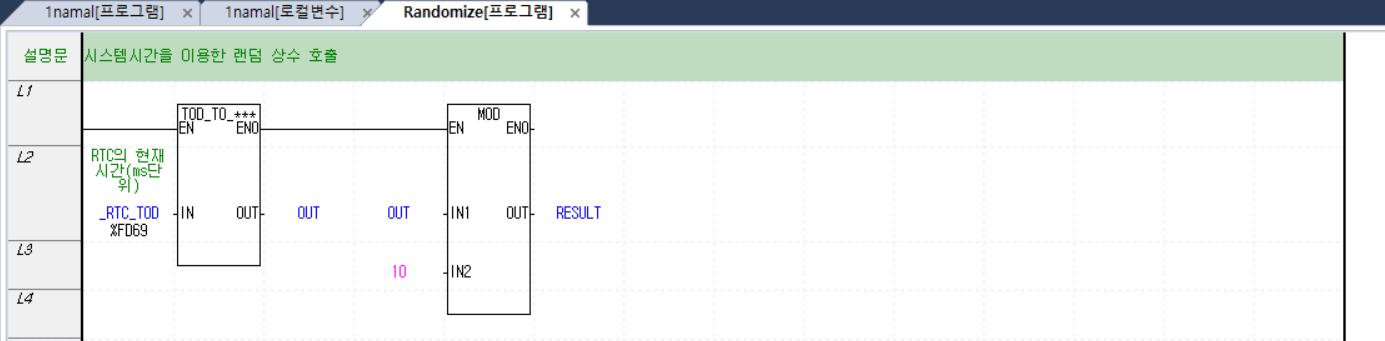 1namal[프로그램] × 1namal[로컬변수] × Randomize[프로그램] ×
설명문 시스템시간을 이용한 랜덤 상수 호출
L1
TOD_TO_*** MOD
EN ENO EN ENO
L2
RTC의 현재
시간(ms단
위)
_RTC_TOD IN OUT OUT OUT IN1 OUT RESULT
%FD69
L3
10 IN2
L4